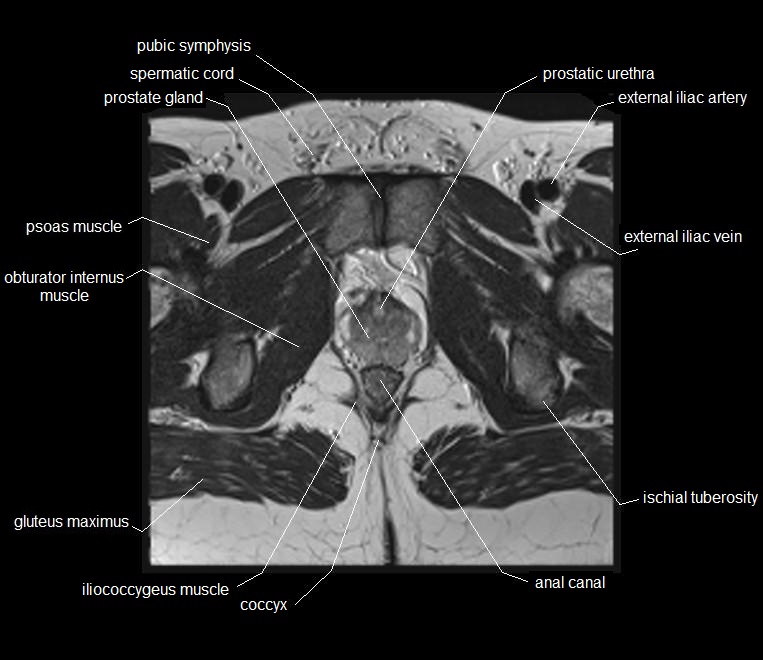 pubic symphysis
spermatic cord
prostatic urethra
prostate gland
external iliac artery
psoas muscle
external iliac vein
obturator internus
muscle
ischial tuberosity
gluteus maximus
anal canal
iliococcygeus muscle
coccyx